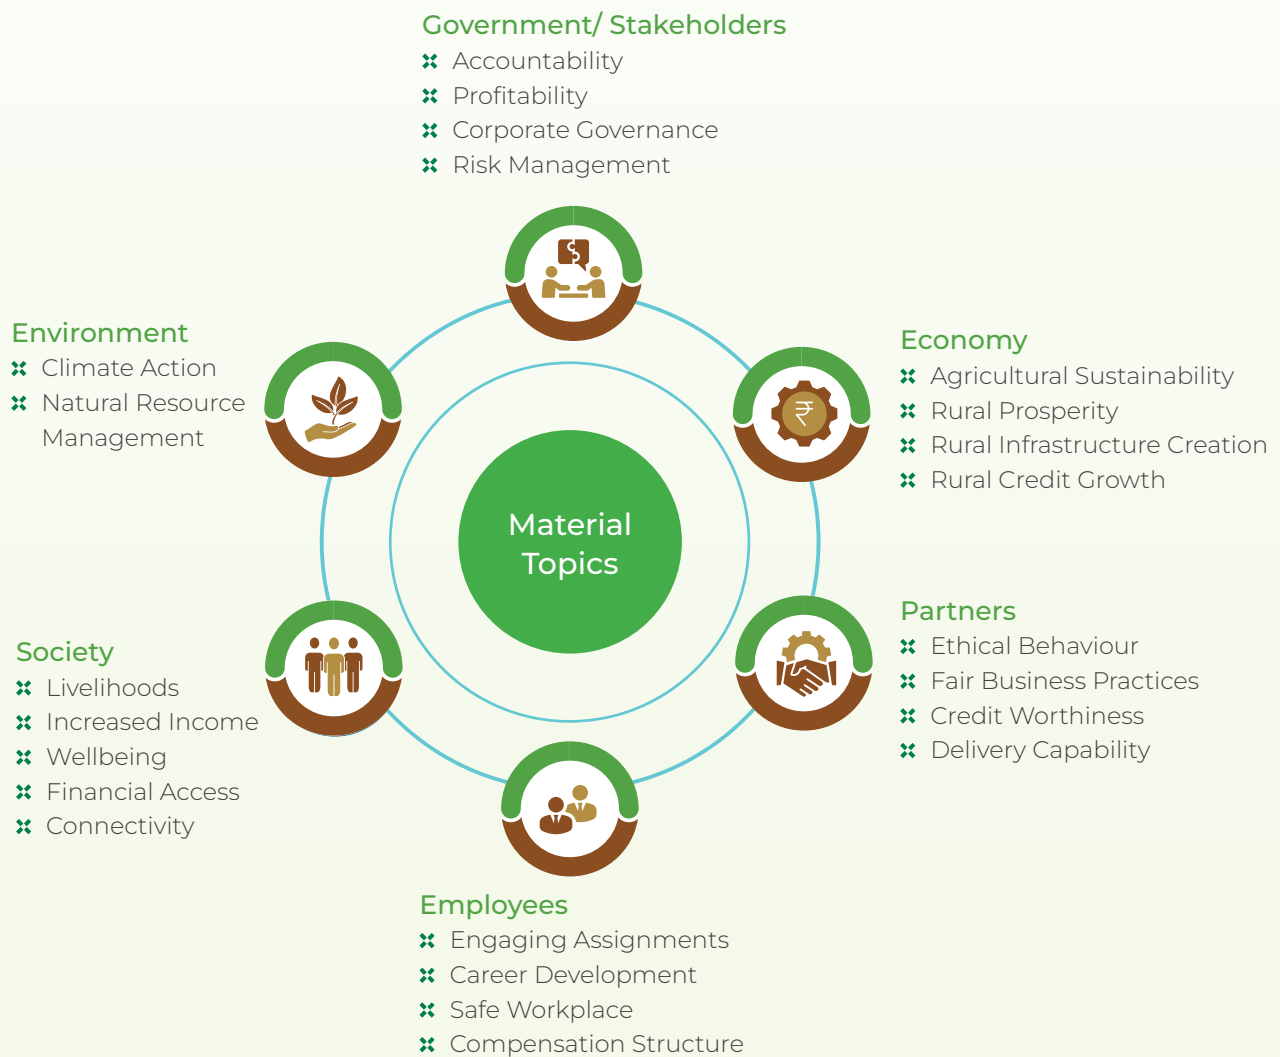 Government/ Stakeholders
Accountability
Profitability
Corporate Governance
Risk Management
Environment
Climate Action
Natural Resource
Management
Economy
Agricultural Sustainability
Rural Prosperity
Rural Infrastructure Creation
Rural Credit Growth
₹
Material
Topics
Society
Livelihoods
Increased Income
Wellbeing
Financial Access
Connectivity
Partners
Ethical Behaviour
Fair Business Practices
Credit Worthiness
Delivery Capability
Employees
Engaging Assignments
Career Development
Safe Workplace
Compensation Structure